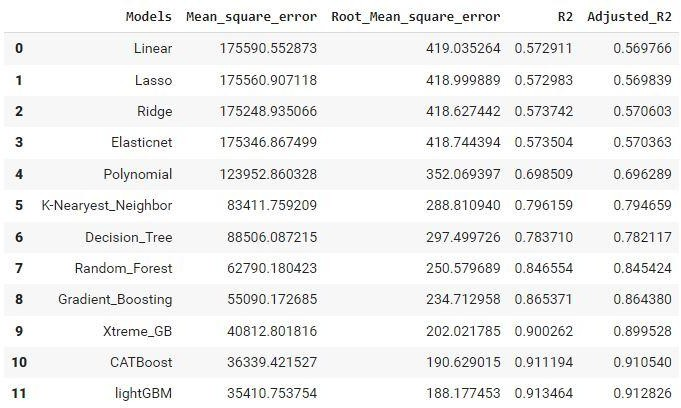 Models Mean_square_error Root_Mean_square_error R2 Adjusted_R2
0 Linear 175590.552873 419.035264 0.572911 0.569766
1 Lasso 175560.907118 418.999889 0.572983 0.569839
2 Ridge 175248.935066 418.627442 0.573742 0.570603
3 Elasticnet 175346.867499 418.744394 0.573504 0.570363
4 Polynomial 123952.860328 352.069397 0.698509 0.696289
5 K-Nearyest_Neighbor 83411.759209 288.810940 0.796159 0.794659
6 Decision_Tree 88506.087215 297.499726 0.783710 0.782117
7 Random_Forest 62790.180423 250.579689 0.846554 0.845424
8 Gradient_Boosting 55090.172685 234.712958 0.865371 0.864380
9 Xtreme_GB 40812.801816 202.021785 0.900262 0.899528
10 CATBoost 36339.421527 190.629015 0.911194 0.910540
11 lightGBM 35410.753754 188.177453 0.913464 0.912826